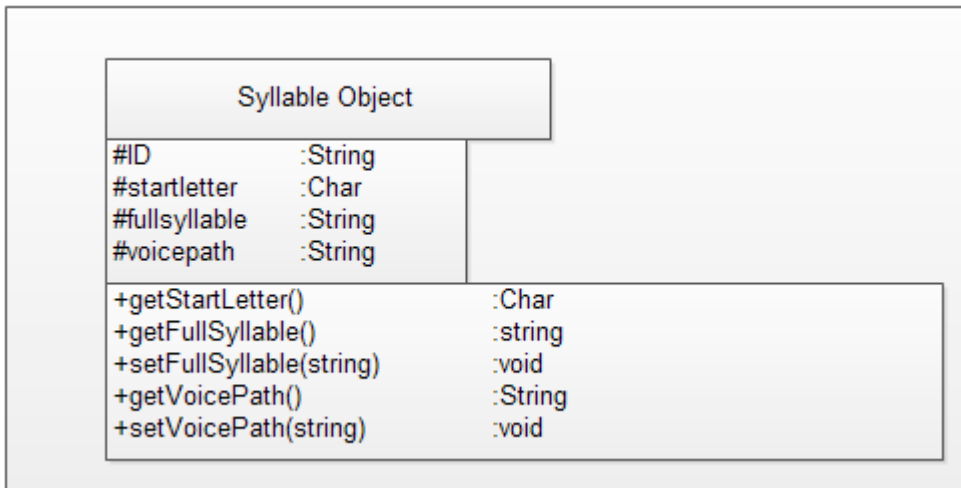 Syllable Object
#ID :String
#startletter :Char
#fullsyllable :String
#voicepath :String
+getStartLetter() :Char
+getFullSyllable() :string
+setFullSyllable(string) :void
+getVoicePath() :String
+setVoicePath(string) :void